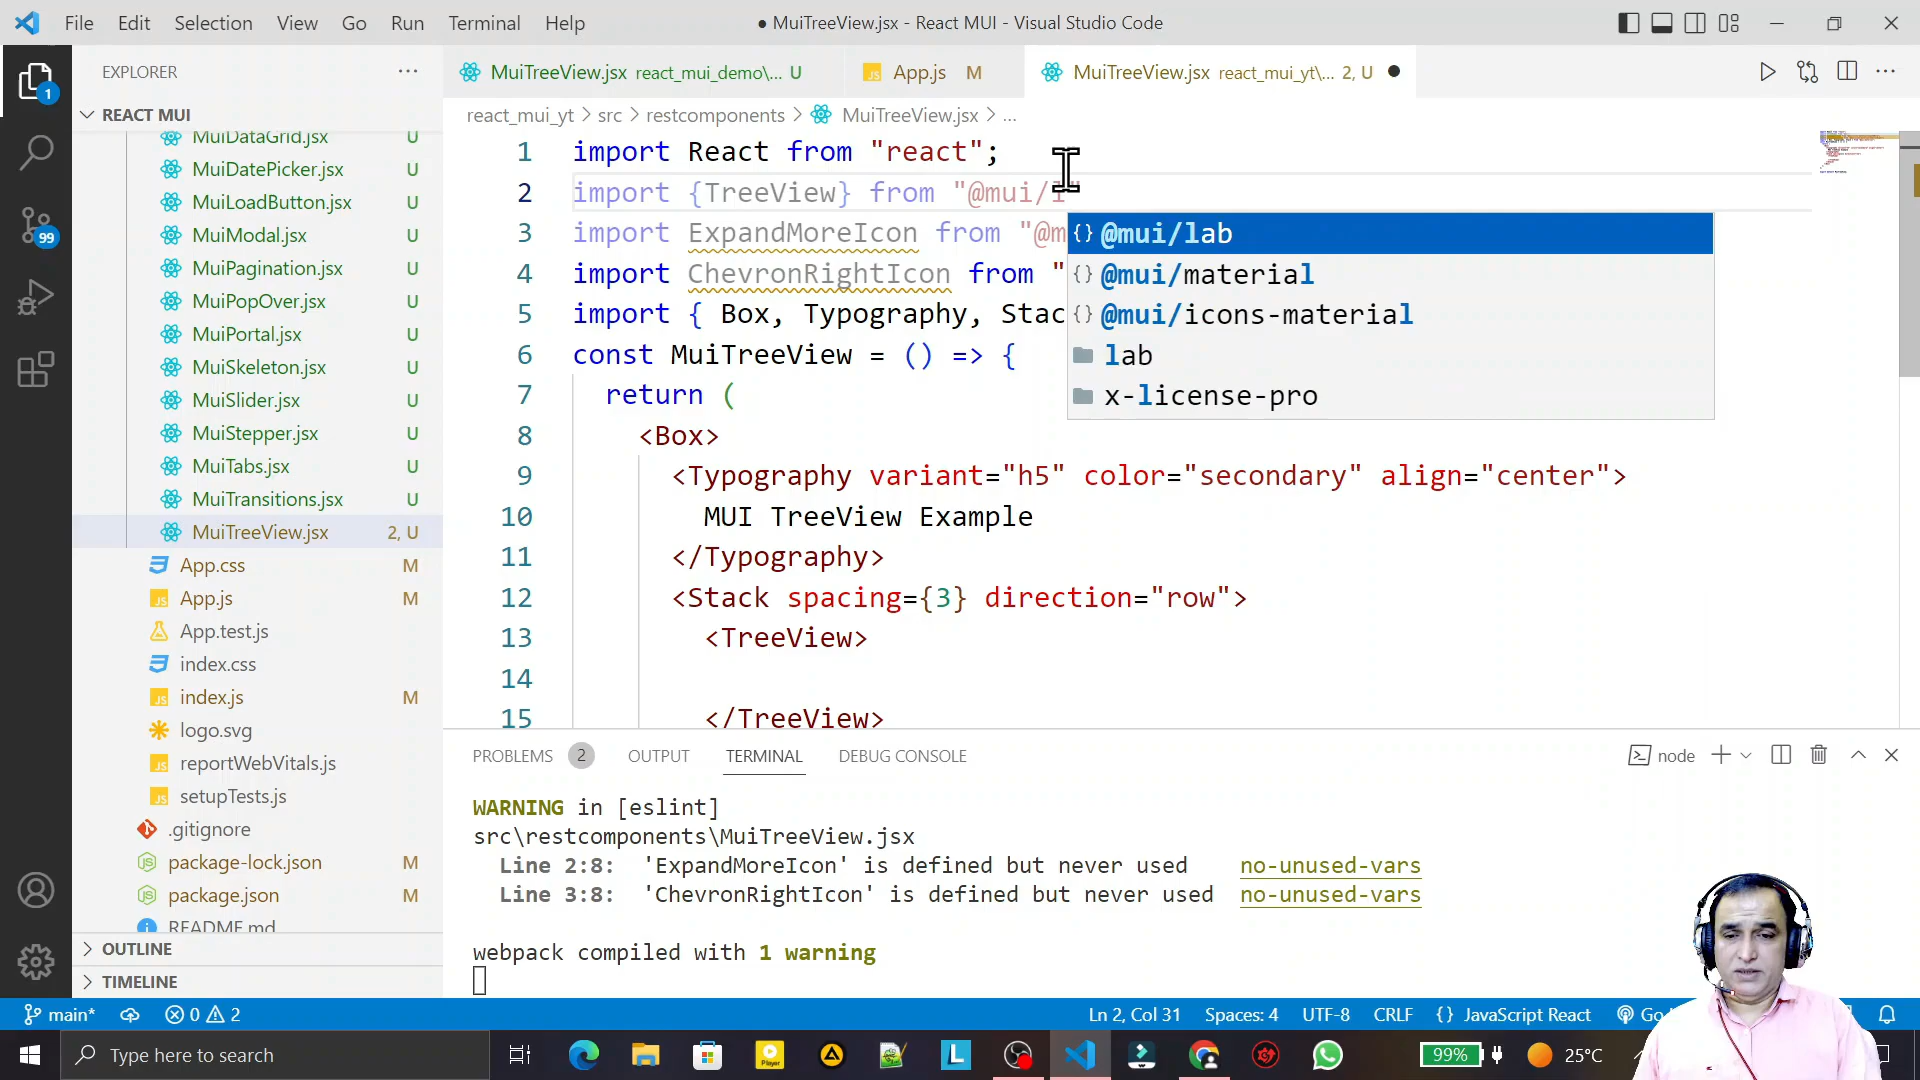 File Edit Selection View Go Run Terminal Help
● MuiTreeView.jsx - React MUI - Visual Studio Code
EXPLORER
REACT MUI
MuiDataGrid.jsx U
MuiDatePicker.jsx U
MuiLoadButton.jsx U
MuiModal.jsx U
MuiPagination.jsx U
MuiPopOver.jsx U
MuiPortal.jsx U
MuiSkeleton.jsx U
MuiSlider.jsx U
MuiStepper.jsx U
MuiTabs.jsx U
MuiTransitions.jsx U
MuiTreeView.jsx 2, U
App.css M
App.js M
App.test.js
index.css
index.js M
logo.svg
reportWebVitals.js
setupTests.js
.gitignore
package-lock.json M
package.json M
README.md
OUTLINE
TIMELINE
1
99
MuiTreeView.jsx react_mui_demo\... U
App.js M
MuiTreeView.jsx react_mui_yt\... 2, U ●
react_mui_yt > src > restcomponents > MuiTreeView.jsx > ...
1 import React from "react";
2 import {TreeView} from "@mui/l"
3 import ExpandMoreIcon from "@m
4 import ChevronRightIcon from "
5 import { Box, Typography, Stac
6 const MuiTreeView = () => {
7 return (
8 <Box>
9 <Typography variant="h5" color="secondary" align="center">
10 MUI TreeView Example
11 </Typography>
12 <Stack spacing={3} direction="row">
13 <TreeView>
14
15 </TreeView>
{} @mui/lab
{} @mui/material
{} @mui/icons-material
lab
x-license-pro
PROBLEMS 2 OUTPUT TERMINAL DEBUG CONSOLE
node
WARNING in [eslint]
src\restcomponents\MuiTreeView.jsx
Line 2:8: 'ExpandMoreIcon' is defined but never used no-unused-vars
Line 3:8: 'ChevronRightIcon' is defined but never used no-unused-vars
webpack compiled with 1 warning
main* 0 2
Ln 2, Col 31 Spaces: 4 UTF-8 CRLF {} JavaScript React Go
Type here to search
Player
L
99%
25°C